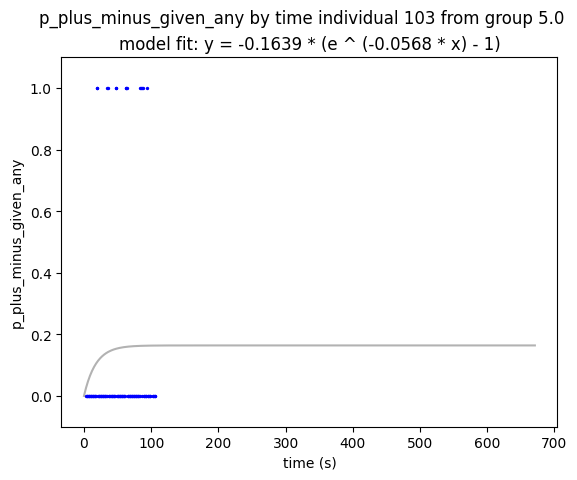 p_plus_minus_given_any by time individual 103 from group 5.0
model fit: y = -0.1639 * (e ^ (-0.0568 * x) - 1)
p_plus_minus_given_any
1.0
0.8
0.6
0.4
0.2
0.0
0 100 200 300 400 500 600 700
time (s)